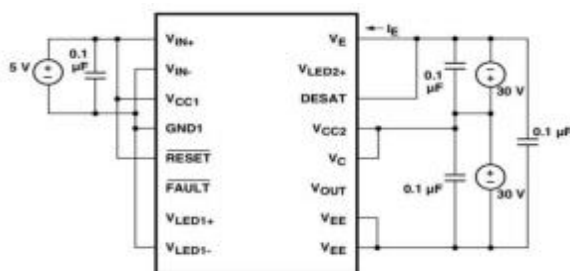 5 V
0.1 µF
V_IN+
V_IN-
V_CC1
GND1
RESET
FAULT
V_LED1+
V_LED1-
I_E
V_E
V_LED2+
DESAT
V_CC2
V_C
V_OUT
V_EE
V_EE
0.1 µF
30 V
0.1 µF
0.1 µF
30 V